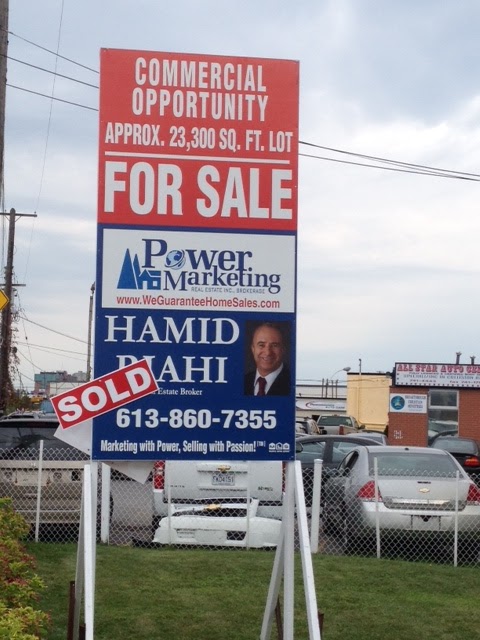 COMMERCIAL
OPPORTUNITY
APPROX. 23,300 SQ. FT. LOT
FOR SALE
Power
Marketing
REAL ESTATE INC., BROKERAGE
www.WeGuaranteeHomeSales.com
HAMID
RIAHI
Estate Broker
SOLD
613-860-7355
Marketing with Power, Selling with Passion!
ALL STAR AUTO